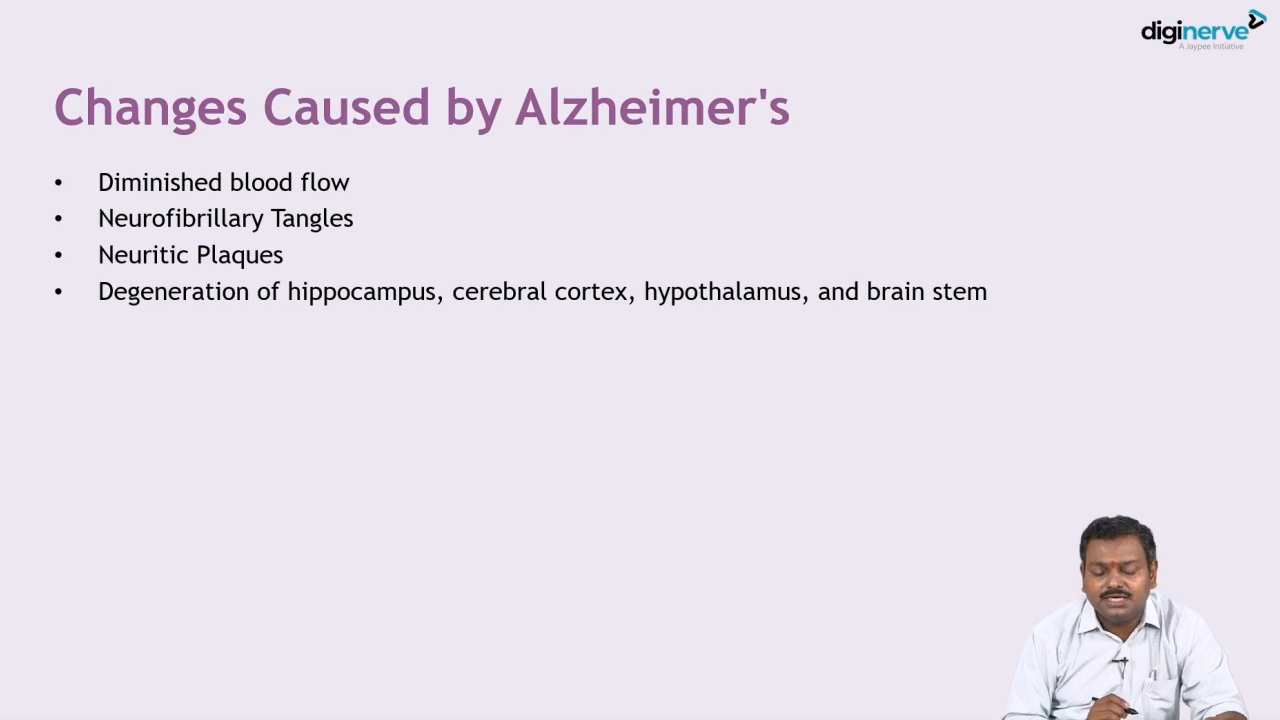 diginerve
A Jaypee Initiative
Changes Caused by Alzheimer's
• Diminished blood flow
• Neurofibrillary Tangles
• Neuritic Plaques
• Degeneration of hippocampus, cerebral cortex, hypothalamus, and brain stem